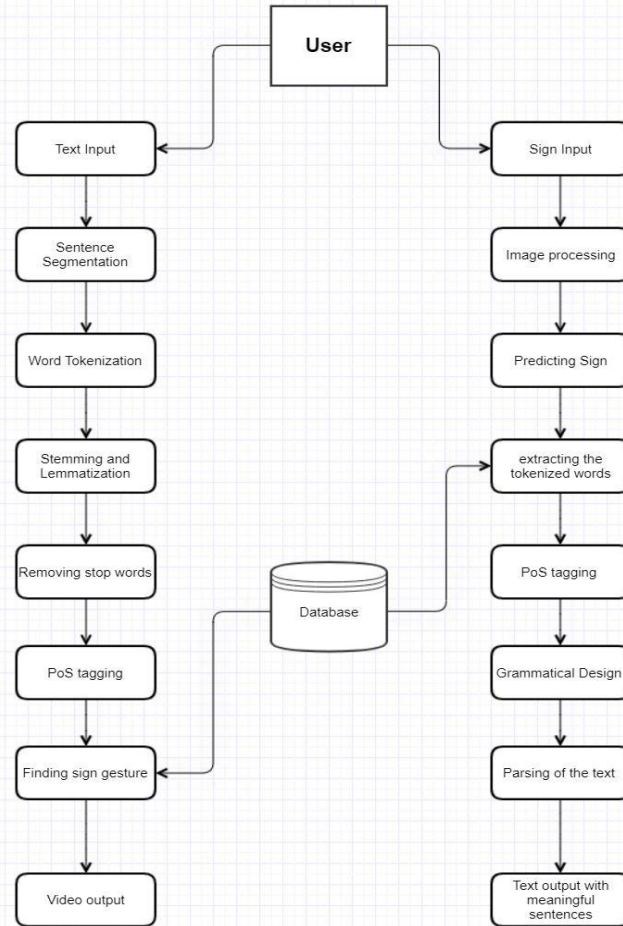 User
Text Input
Sign Input
Sentence
Segmentation
Image processing
Word Tokenization
Predicting Sign
Stemming and
Lemmatization
extracting the
tokenized words
Removing stop words
PoS tagging
Database
PoS tagging
Grammatical Design
Finding sign gesture
Parsing of the text
Video output
Text output with
meaningful
sentences